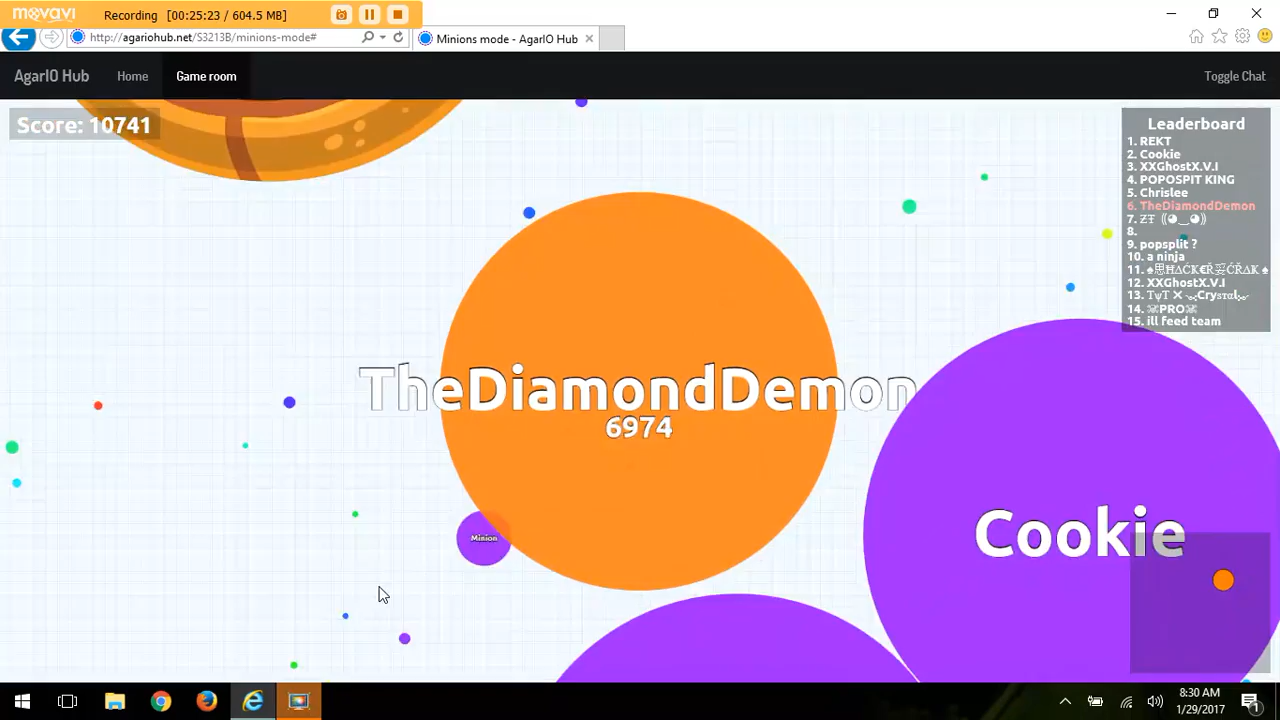 movavi
Recording [00:25:23 / 604.5 MB]
http://agariohub.net/S3213B/minions-mode#
Minions mode - AgarIO Hub
AgarIO Hub
Home
Game room
Toggle Chat
Score: 10741
Leaderboard
1. REKT
2. Cookie
3. XXGhostX.V.I
4. POPOSPIT KING
5. Chrislee
6. TheDiamondDemon
8.
9. popsplit ?
10. a ninja
12. XXGhostX.V.I
14. ☠PRO☠
15. ill feed team
TheDiamondDemon
6974
Minion
Cookie
8:30 AM
1/29/2017
1